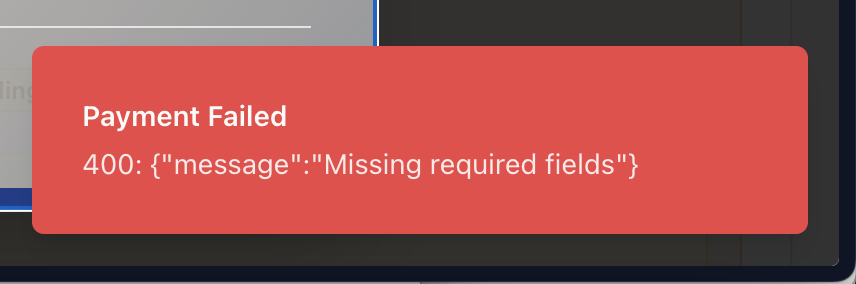 Payment Failed
400: {"message":"Missing required fields"}